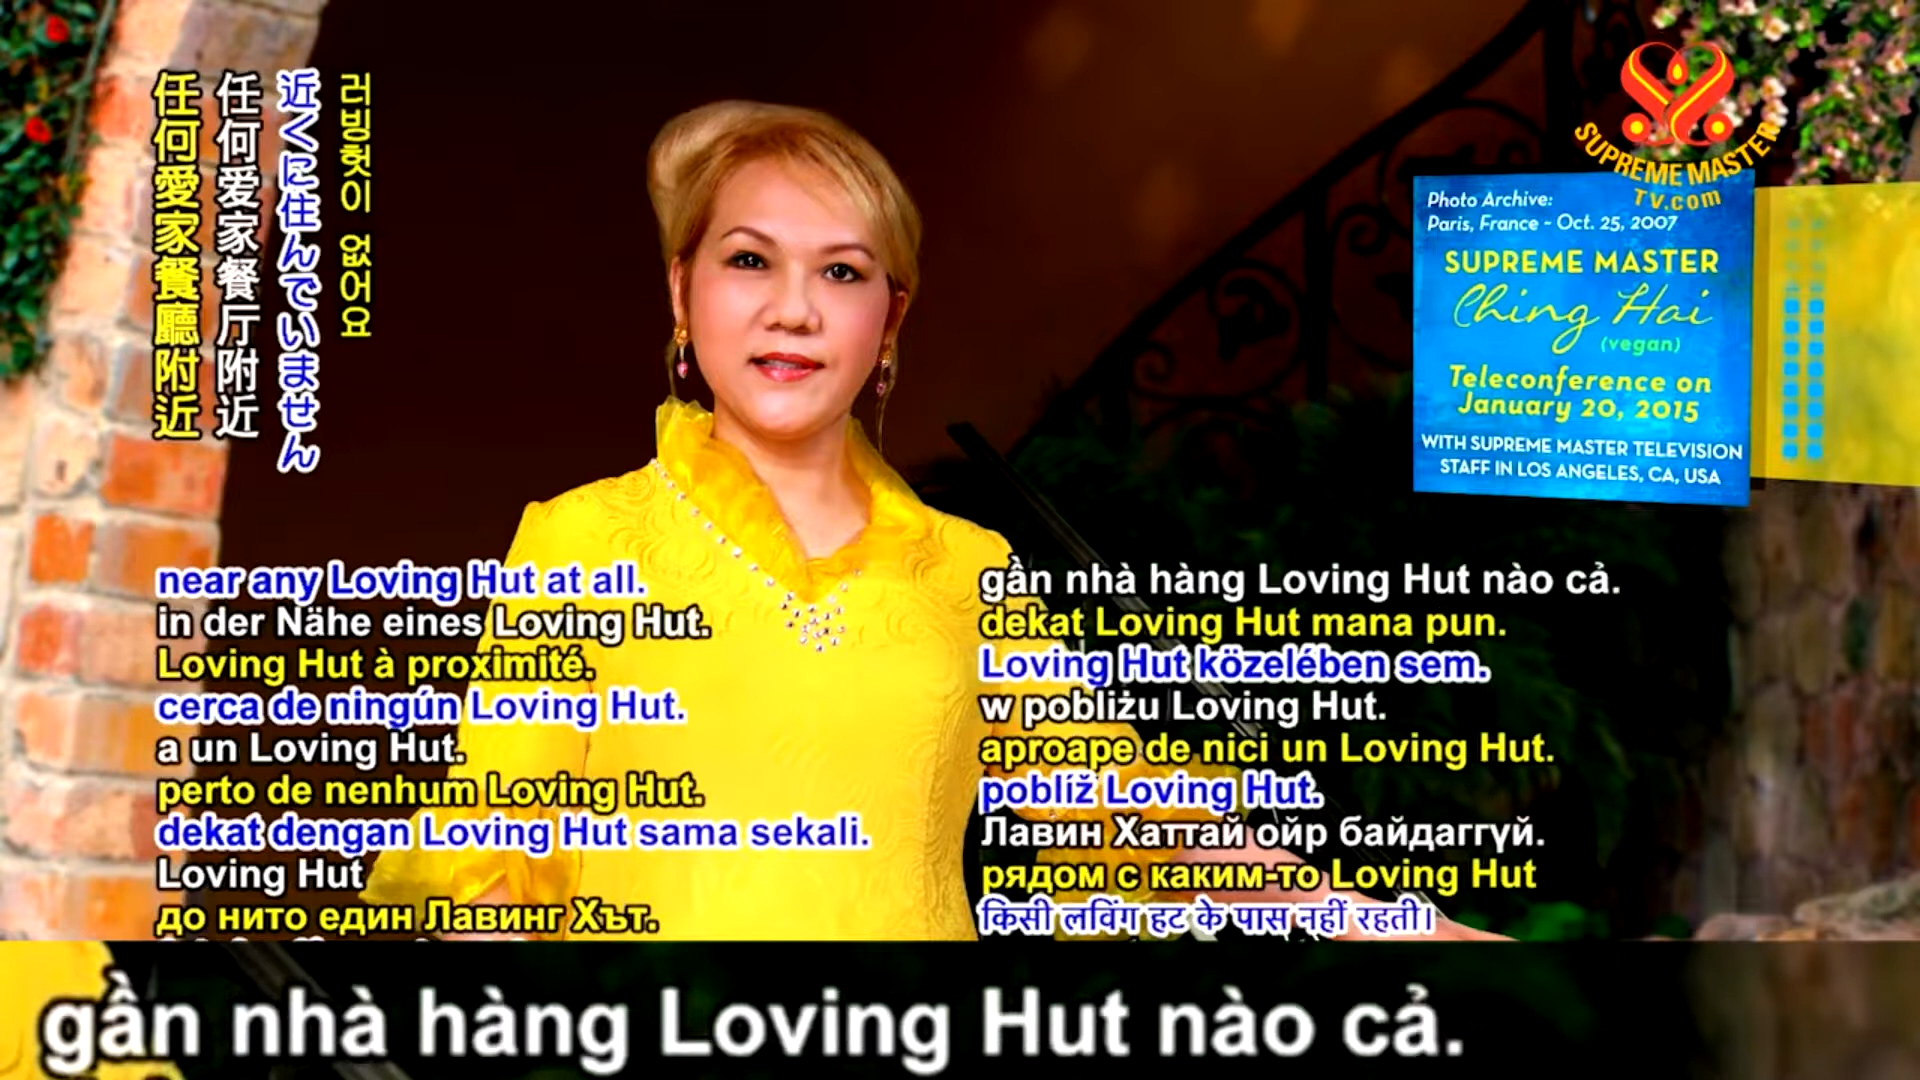 任何愛家餐廳附近
任何爱家餐厅附近
近くに住んでいません
러빙헛이 없어요
SUPREME MASTER
TV.com
Photo Archive:
Paris, France - Oct. 25, 2007
SUPREME MASTER
Ching Hai
(vegan)
Teleconference on
January 20, 2015
WITH SUPREME MASTER TELEVISION
STAFF IN LOS ANGELES, CA, USA
near any Loving Hut at all.
in der Nähe eines Loving Hut.
Loving Hut à proximité.
cerca de ningún Loving Hut.
a un Loving Hut.
perto de nenhum Loving Hut.
dekat dengan Loving Hut sama sekali.
Loving Hut
до нито един Лавинг Хът.
gần nhà hàng Loving Hut nào cả.
dekat Loving Hut mana pun.
Loving Hut közelében sem.
w pobliżu Loving Hut.
aproape de nici un Loving Hut.
poblíž Loving Hut.
Лавин Хаттай ойр байдаггүй.
рядом с каким-то Loving Hut
किसी लविंग हट के पास नहीं रहती।
gần nhà hàng Loving Hut nào cả.